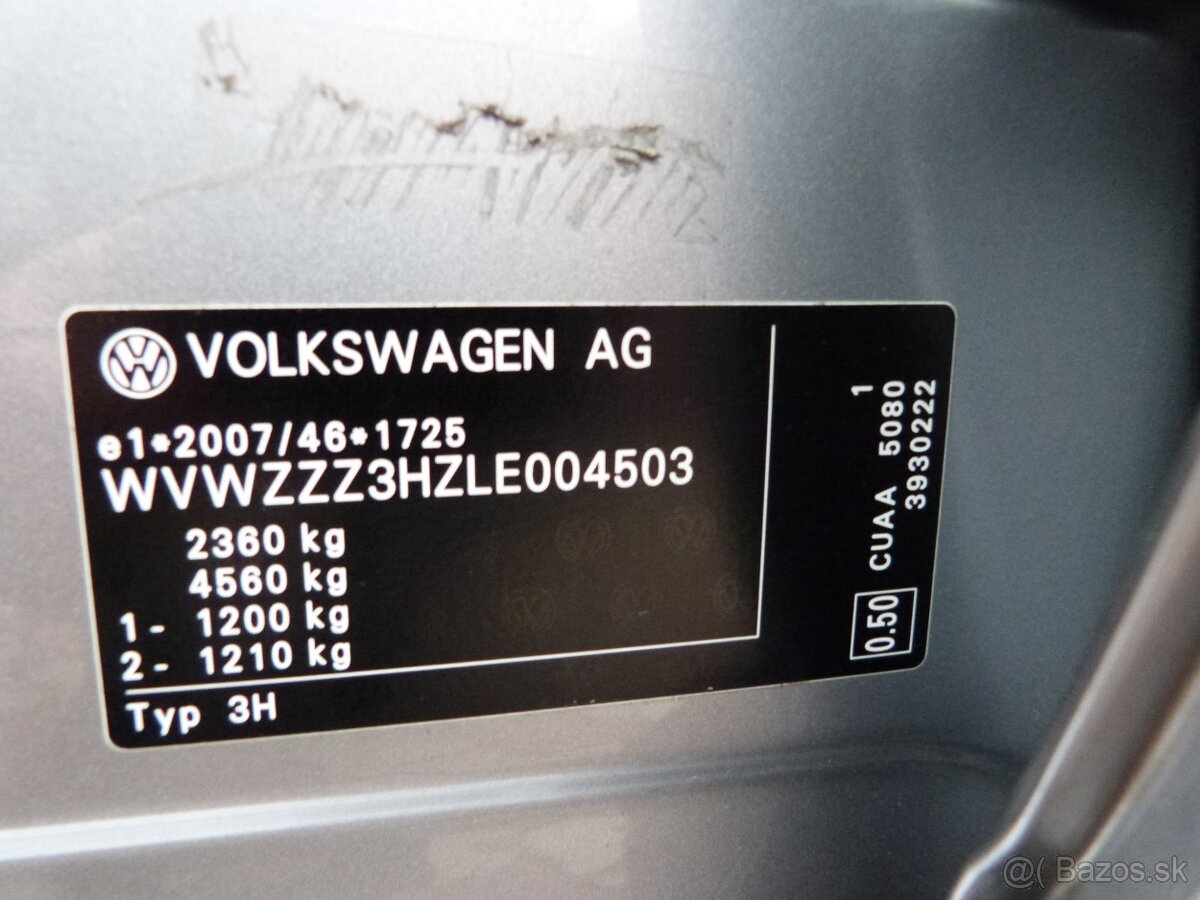 VOLKSWAGEN AG
e1*2007/46*1725
WVWZZZ3HZLE004503
2360 kg
4560 kg
1 - 1200 kg
2 - 1210 kg
Typ 3H
0.50 CUAA 5080 1
3930222
@( Bazos.sk